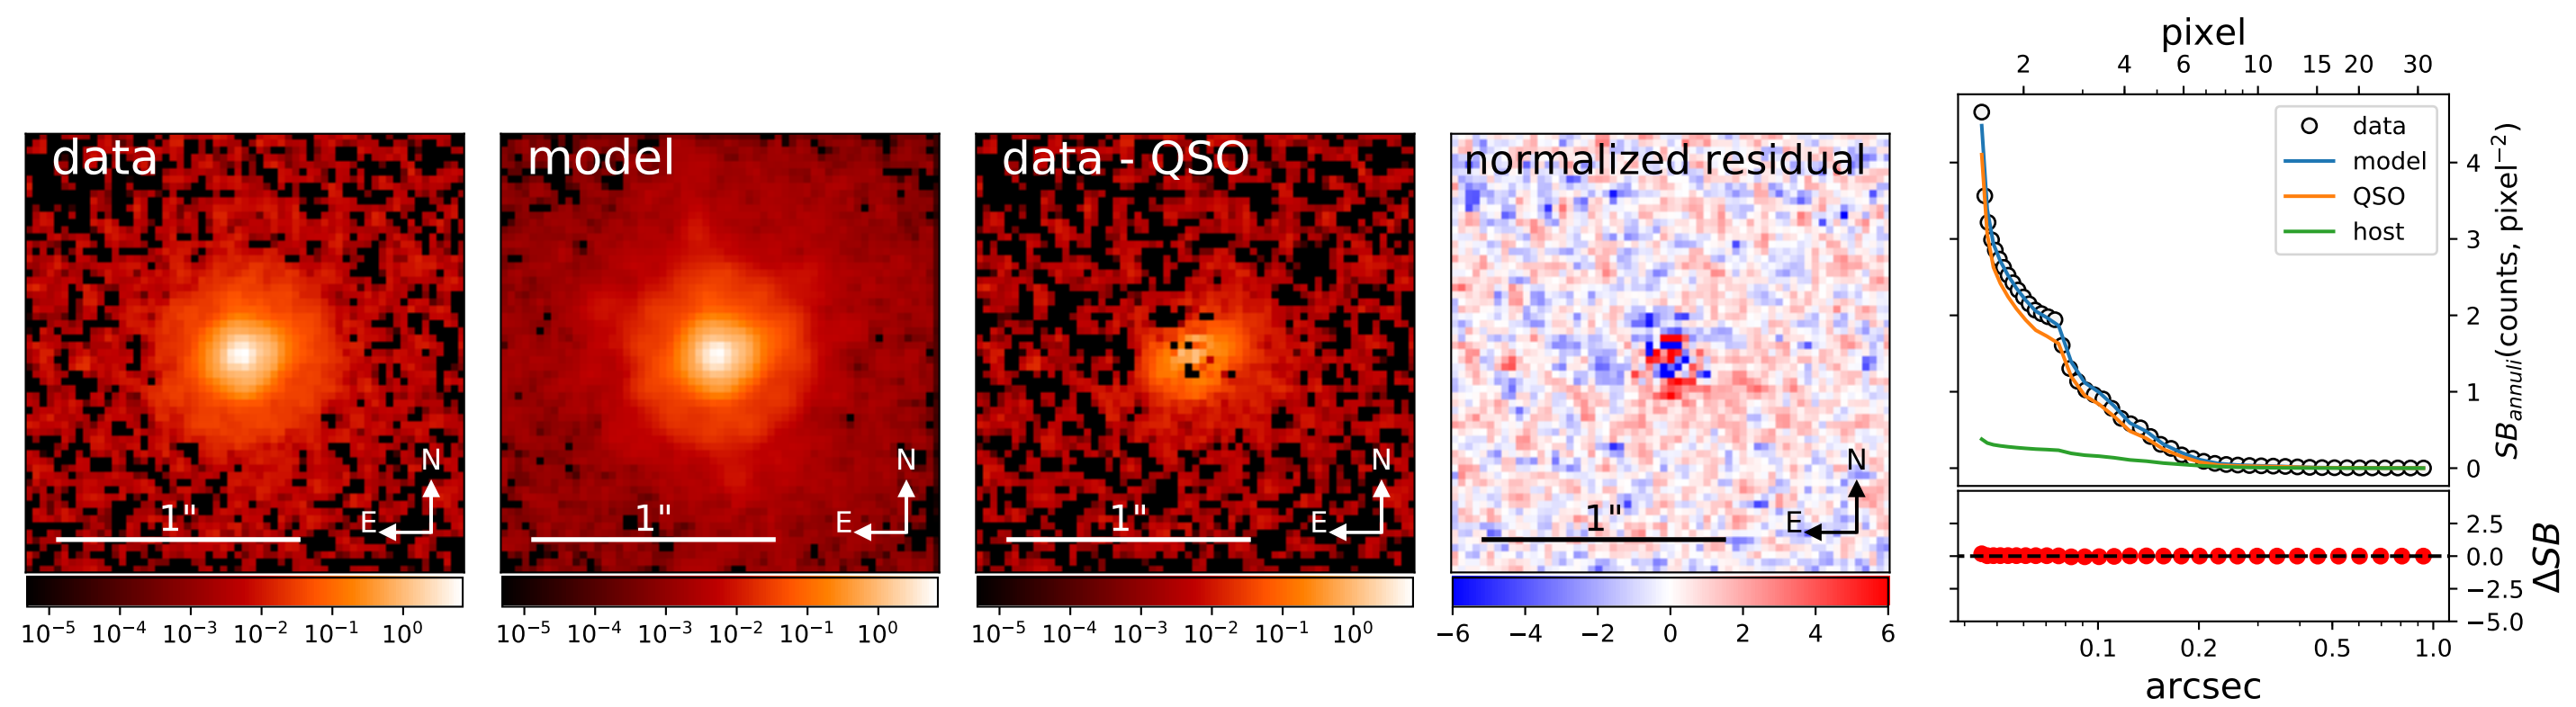 data
1"
N
E
10⁻⁵ 10⁻⁴ 10⁻³ 10⁻² 10⁻¹ 10⁰
model
1"
N
E
10⁻⁵ 10⁻⁴ 10⁻³ 10⁻² 10⁻¹ 10⁰
data - QSO
1"
N
E
10⁻⁵ 10⁻⁴ 10⁻³ 10⁻² 10⁻¹ 10⁰
normalized residual
1"
N
E
−6 −4 −2 0 2 4 6
pixel
2 4 6 10 15 20 30
data
model
QSO
host
4
3
2
1
0
SB_annuli(counts, pixel⁻²)
2.5
0.0
−2.5
−5.0
ΔSB
0.1 0.2 0.5 1.0
arcsec